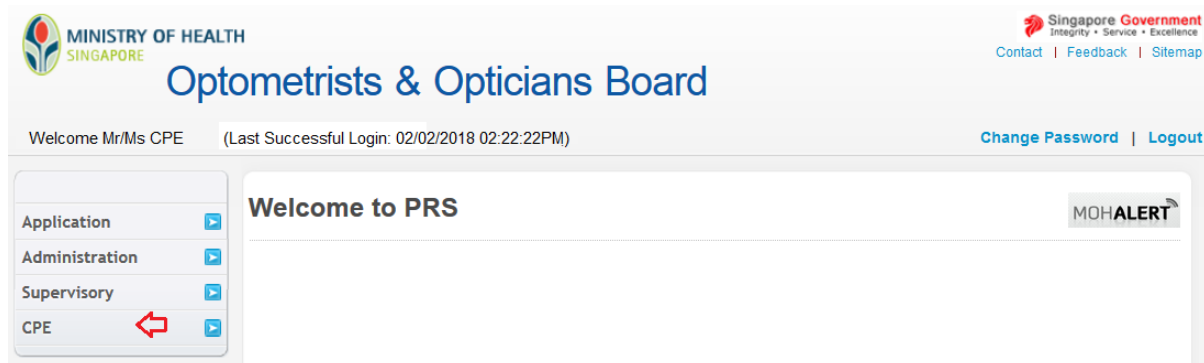 MINISTRY OF HEALTH
SINGAPORE
Singapore Government
Integrity • Service • Excellence
Contact | Feedback | Sitemap
Optometrists & Opticians Board
Welcome Mr/Ms CPE (Last Successful Login: 02/02/2018 02:22:22PM)
Change Password | Logout
Welcome to PRS
MOHALERT
Application
Administration
Supervisory
CPE